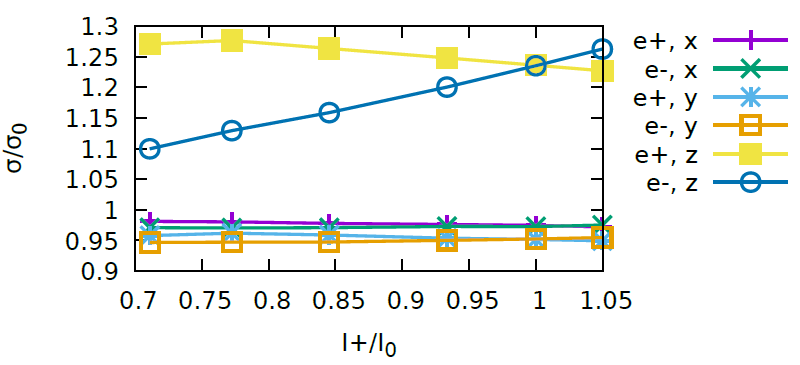 1.3
1.25
1.2
1.15
1.1
1.05
1
0.95
0.9
σ/σ0
0.7 0.75 0.8 0.85 0.9 0.95 1 1.05
I+/I0
e+, x
e-, x
e+, y
e-, y
e+, z
e-, z